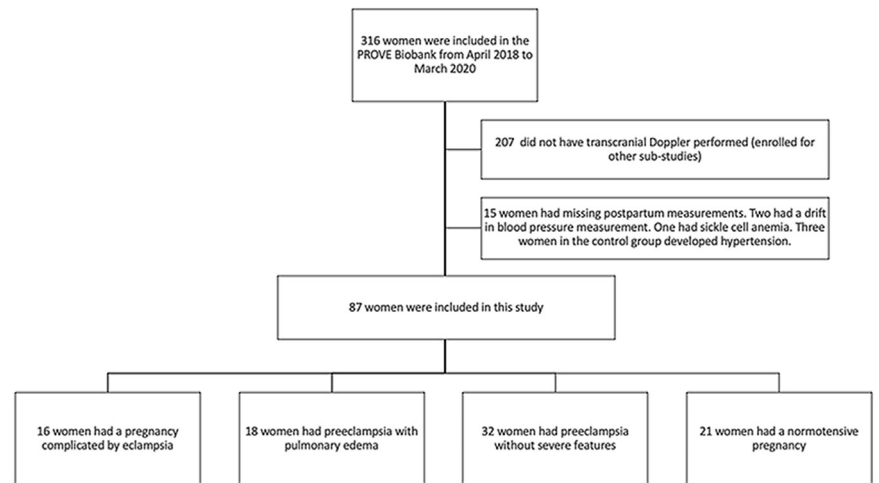 316 women were included in the
PROVE Biobank from April 2018 to
March 2020
207 did not have transcranial Doppler performed (enrolled for
other sub-studies)
15 women had missing postpartum measurements. Two had a drift
in blood pressure measurement. One had sickle cell anemia. Three
women in the control group developed hypertension.
87 women were included in this study
16 women had a pregnancy
complicated by eclampsia
18 women had preeclampsia with
pulmonary edema
32 women had preeclampsia
without severe features
21 women had a normotensive
pregnancy